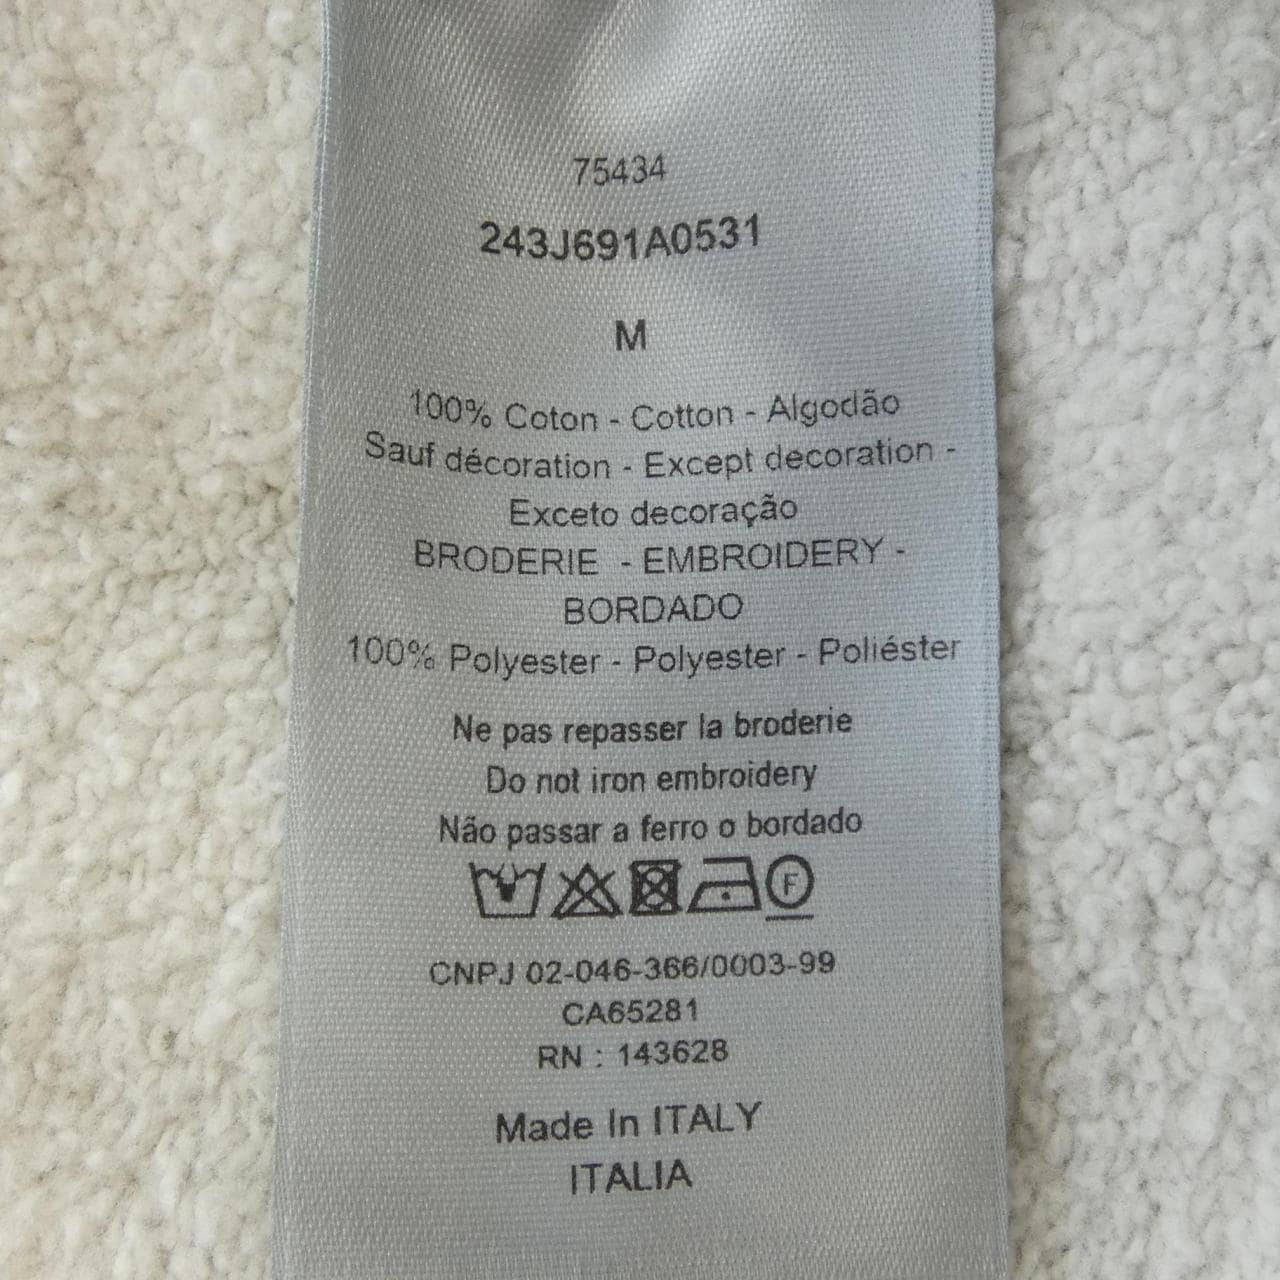 75434
243J691A0531
M
100% Coton - Cotton - Algodão
Sauf décoration - Except decoration -
Exceto decoração
BRODERIE - EMBROIDERY -
BORDADO
100% Polyester - Polyester - Poliéster
Ne pas repasser la broderie
Do not iron embroidery
Não passar a ferro o bordado
F
CNPJ 02-046-366/0003-99
CA65281
RN : 143628
Made In ITALY
ITALIA